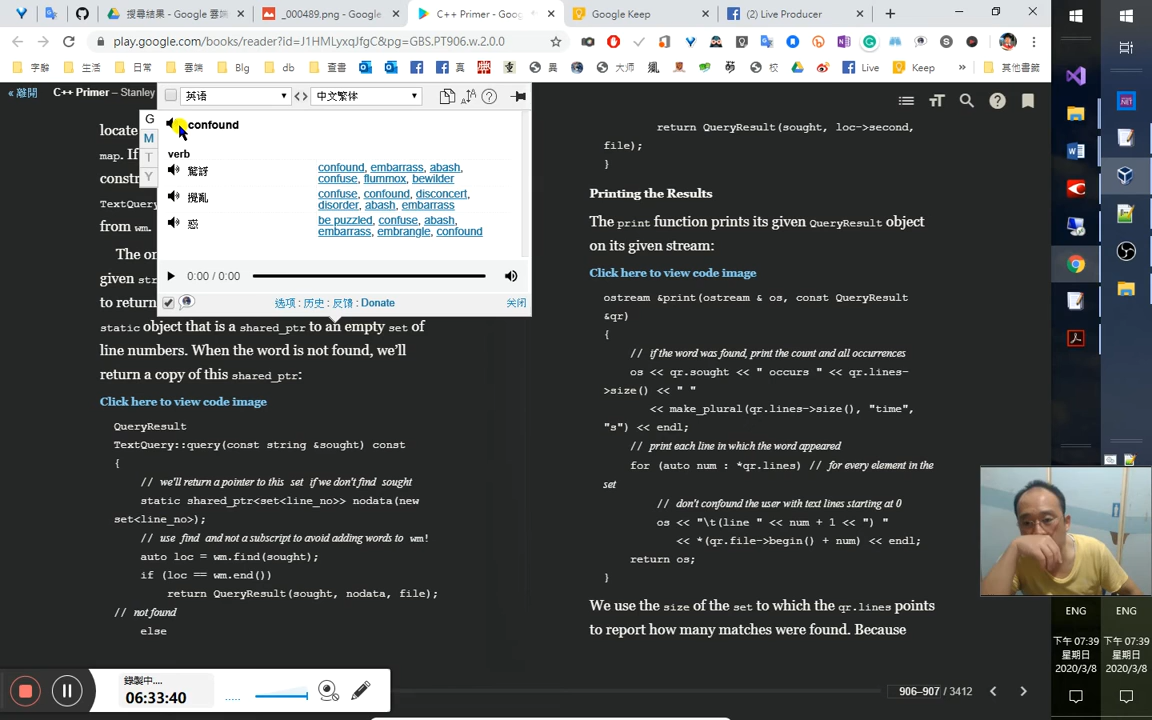 搜尋結果 - Google 雲端
_000489.png - Google
C++ Primer - Goog
Google Keep
(2) Live Producer
play.google.com/books/reader?id=J1HMLyxqJfgC&pg=GBS.PT906.w.2.0.0
字辭
生活
日常
雲端
Blg
db
查書
真
異
大师
校
Live
Keep
»
其他書籤
« 離開
C++ Primer – Stanley
英语
<>
中文繁体
G
M
T
Y
confound
verb
驚訝
confound, embarrass, abash,
confuse, flummox, bewilder
攪亂
confuse, confound, disconcert,
disorder, abash, embarrass
惑
be puzzled, confuse, abash,
embarrass, embrangle, confound
0:00 / 0:00
选项 : 历史 : 反馈 : Donate
关闭
locate
map. If
constr
TextQu
from wm.
The or
given str
to return
static object that is a shared_ptr to an empty set of
line numbers. When the word is not found, we’ll
return a copy of this shared_ptr:
Click here to view code image
QueryResult
TextQuery::query(const string &sought) const
{
// we’ll return a pointer to this set if we don’t find sought
static shared_ptr<set<line_no>> nodata(new
set<line_no>);
// use find and not a subscript to avoid adding words to wm!
auto loc = wm.find(sought);
if (loc == wm.end())
return QueryResult(sought, nodata, file);
// not found
else
return QueryResult(sought, loc->second,
file);
}
Printing the Results
The print function prints its given QueryResult object
on its given stream:
Click here to view code image
ostream &print(ostream & os, const QueryResult
&qr)
{
// if the word was found, print the count and all occurrences
os << qr.sought << " occurs " << qr.lines-
>size() << " "
<< make_plural(qr.lines->size(), "time",
"s") << endl;
// print each line in which the word appeared
for (auto num : *qr.lines) // for every element in the
set
// don’t confound the user with text lines starting at 0
os << "\t(line " << num + 1 << ") "
<< *(qr.file->begin() + num) << endl;
return os;
}
We use the size of the set to which the qr.lines points
to report how many matches were found. Because
906–907 / 3412
錄製中....
06:33:40
ENG
下午 07:39
星期日
2020/3/8
ENG
下午 07:39
星期日
2020/3/8